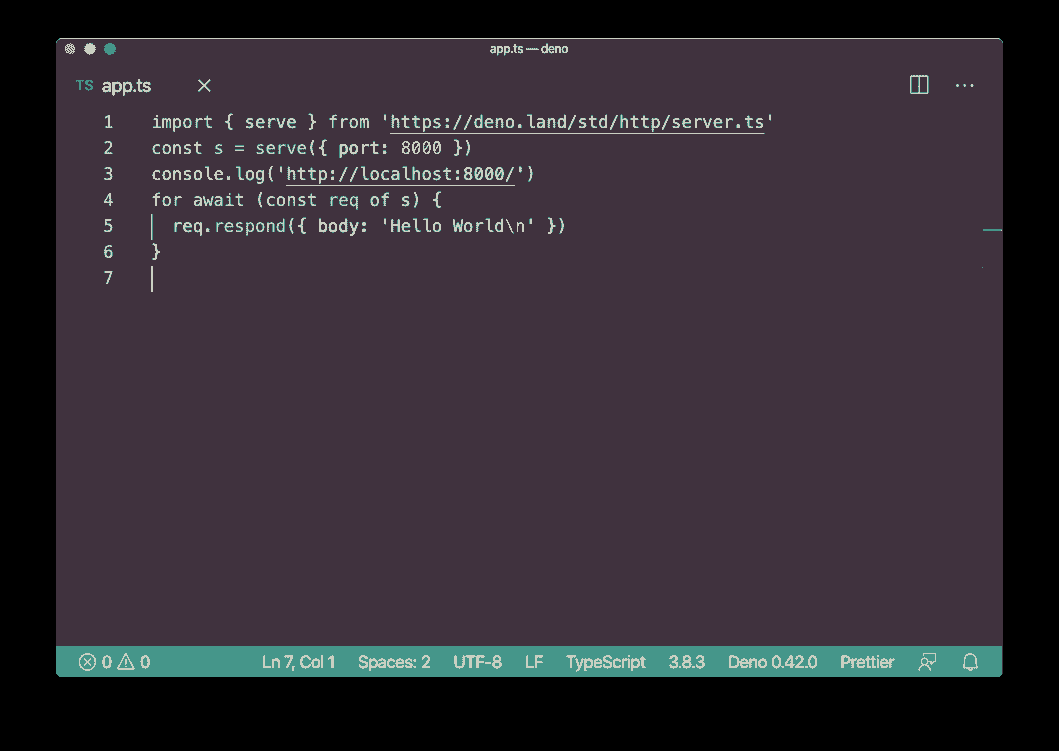 app.ts — deno
TS app.ts
1 import { serve } from 'https://deno.land/std/http/server.ts'
2 const s = serve({ port: 8000 })
3 console.log('http://localhost:8000/')
4 for await (const req of s) {
5 req.respond({ body: 'Hello World\n' })
6 }
7
0 0 Ln 7, Col 1 Spaces: 2 UTF-8 LF TypeScript 3.8.3 Deno 0.42.0 Prettier